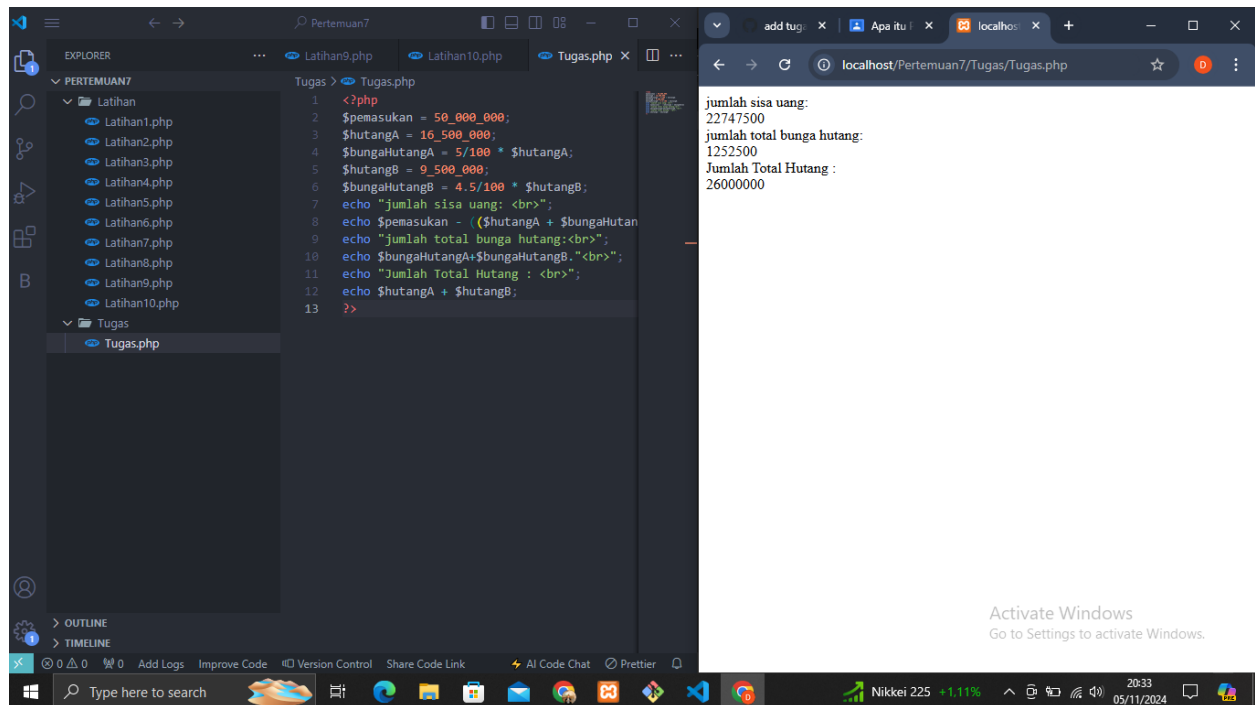 Pertemuan7
EXPLORER
PERTEMUAN7
Latihan
Latihan1.php
Latihan2.php
Latihan3.php
Latihan4.php
Latihan5.php
Latihan6.php
Latihan7.php
Latihan8.php
Latihan9.php
Latihan10.php
Tugas
Tugas.php
OUTLINE
TIMELINE
Latihan9.php Latihan10.php Tugas.php
Tugas > Tugas.php
1 <?php
2 $pemasukan = 50_000_000;
3 $hutangA = 16_500_000;
4 $bungaHutangA = 5/100 * $hutangA;
5 $hutangB = 9_500_000;
6 $bungaHutangB = 4.5/100 * $hutangB;
7 echo "jumlah sisa uang: <br>";
8 echo $pemasukan - (($hutangA + $bungaHutan
9 echo "jumlah total bunga hutang:<br>";
10 echo $bungaHutangA+$bungaHutangB."<br>";
11 echo "Jumlah Total Hutang : <br>";
12 echo $hutangA + $hutangB;
13 ?>
0 0 0 Add Logs Improve Code Version Control Share Code Link AI Code Chat Prettier
add tug Apa itu localhos
localhost/Pertemuan7/Tugas/Tugas.php
D
jumlah sisa uang:
22747500
jumlah total bunga hutang:
1252500
Jumlah Total Hutang :
26000000
Activate Windows
Go to Settings to activate Windows.
Type here to search
Nikkei 225 +1,11%
20:33
05/11/2024